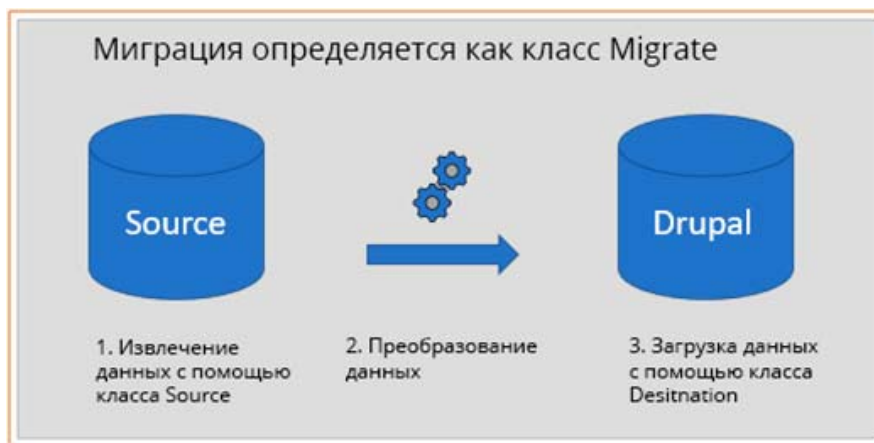 Миграция определяется как класс Migrate
Source
Drupal
1. Извлечение
данных с помощью
класса Source
2. Преобразование
данных
3. Загрузка данных
с помощью класса
Desitnation